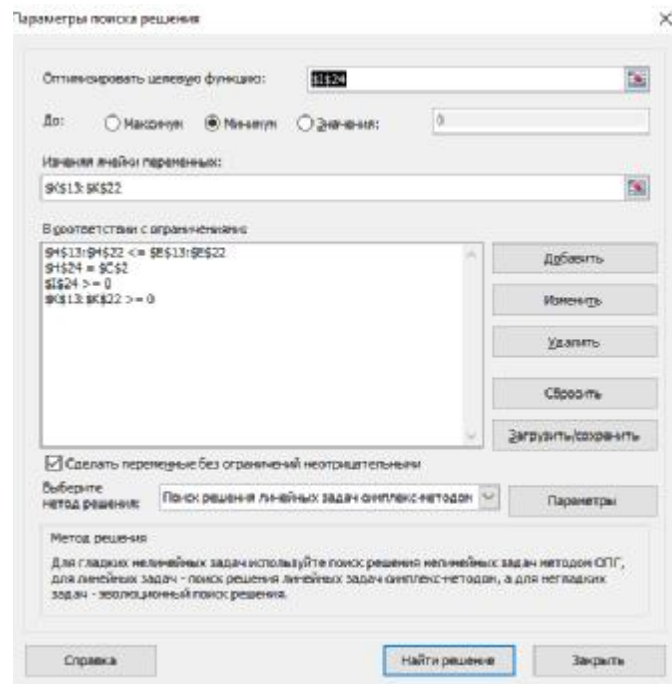 Параметры поиска решения
Оптимизировать целевую функцию: $I$24
До: Максимум Минимум Значения: 0
Изменяя ячейки переменных:
$K$13:$K$22
В соответствии с ограничениями:
$H$13:$H$22 <= $E$13:$E$22
$H$24 = $C$2
$I$24 >= 0
$K$13:$K$22 >= 0
Добавить
Изменить
Удалить
Сбросить
Загрузить/сохранить
Сделать переменные без ограничений неотрицательными
Выберите
метод решения:
Поиск решения линейных задач симплекс-методом
Параметры
Метод решения
Для гладких нелинейных задач используйте поиск решения нелинейных задач методом ОПГ,
для линейных задач - поиск решения линейных задач симплекс-методом, а для негладких
задач - эволюционный поиск решения.
Справка
Найти решение
Закрыть